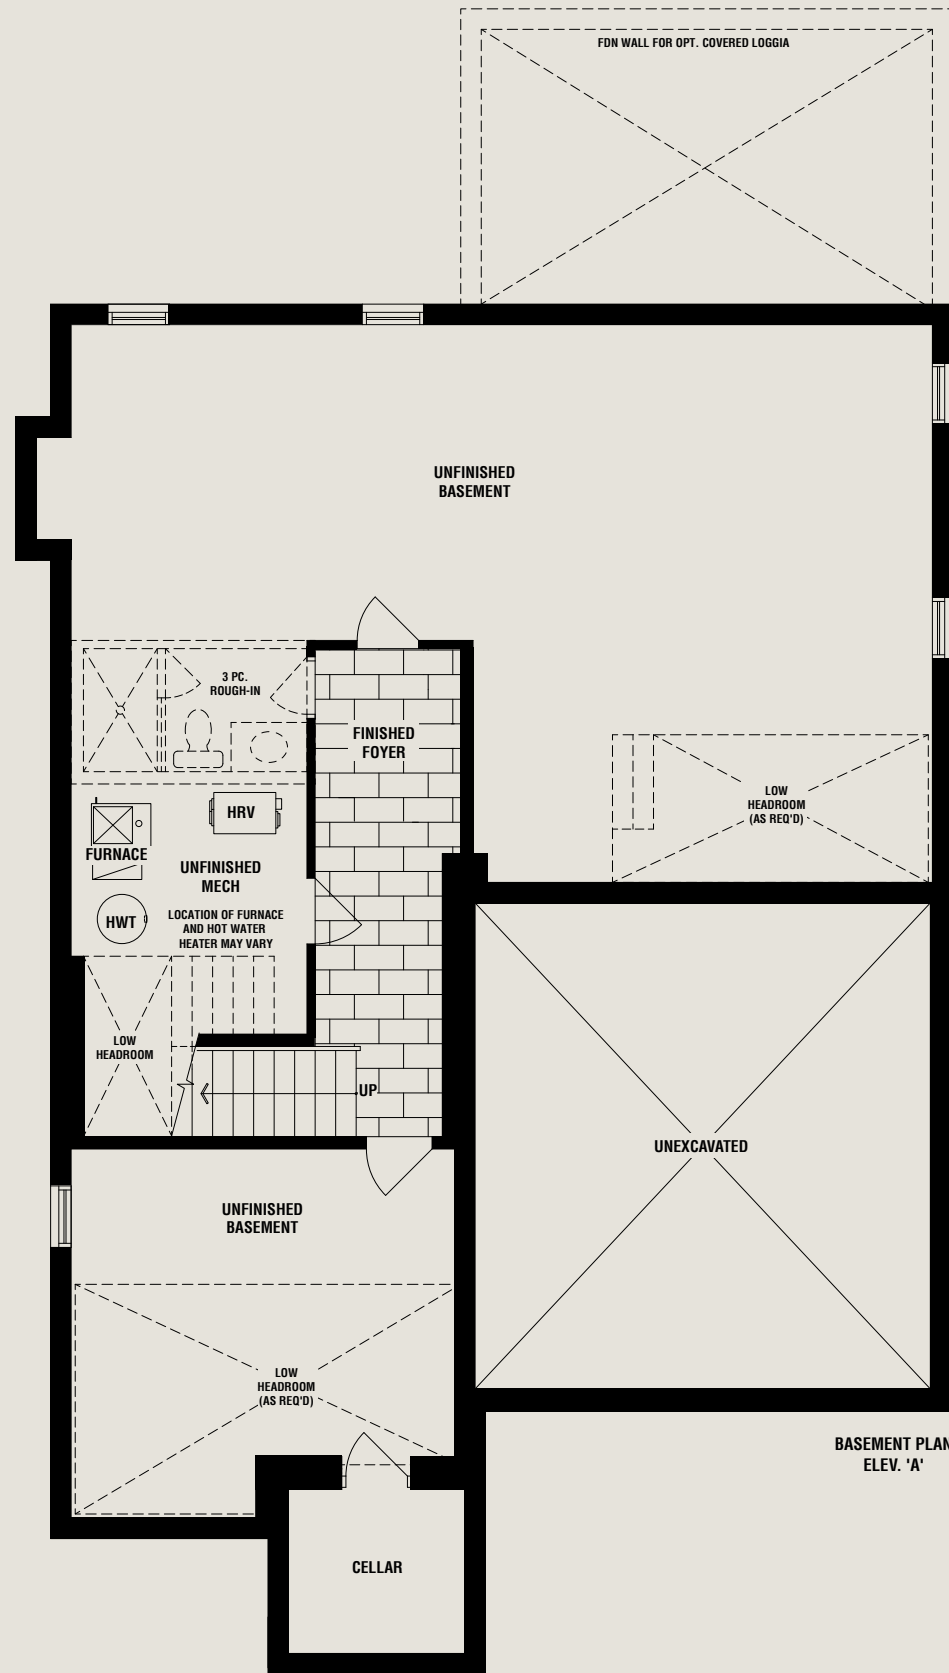 FDN WALL FOR OPT. COVERED LOGGIA
UNFINISHED
BASEMENT
3 PC.
ROUGH-IN
FINISHED
FOYER
LOW
HEADROOM
(AS REQ'D)
HRV
FURNACE
UNFINISHED
MECH
HWT
LOCATION OF FURNACE
AND HOT WATER
HEATER MAY VARY
LOW
HEADROOM
UP
UNEXCAVATED
UNFINISHED
BASEMENT
LOW
HEADROOM
(AS REQ'D)
BASEMENT PLAN
ELEV. 'A'
CELLAR